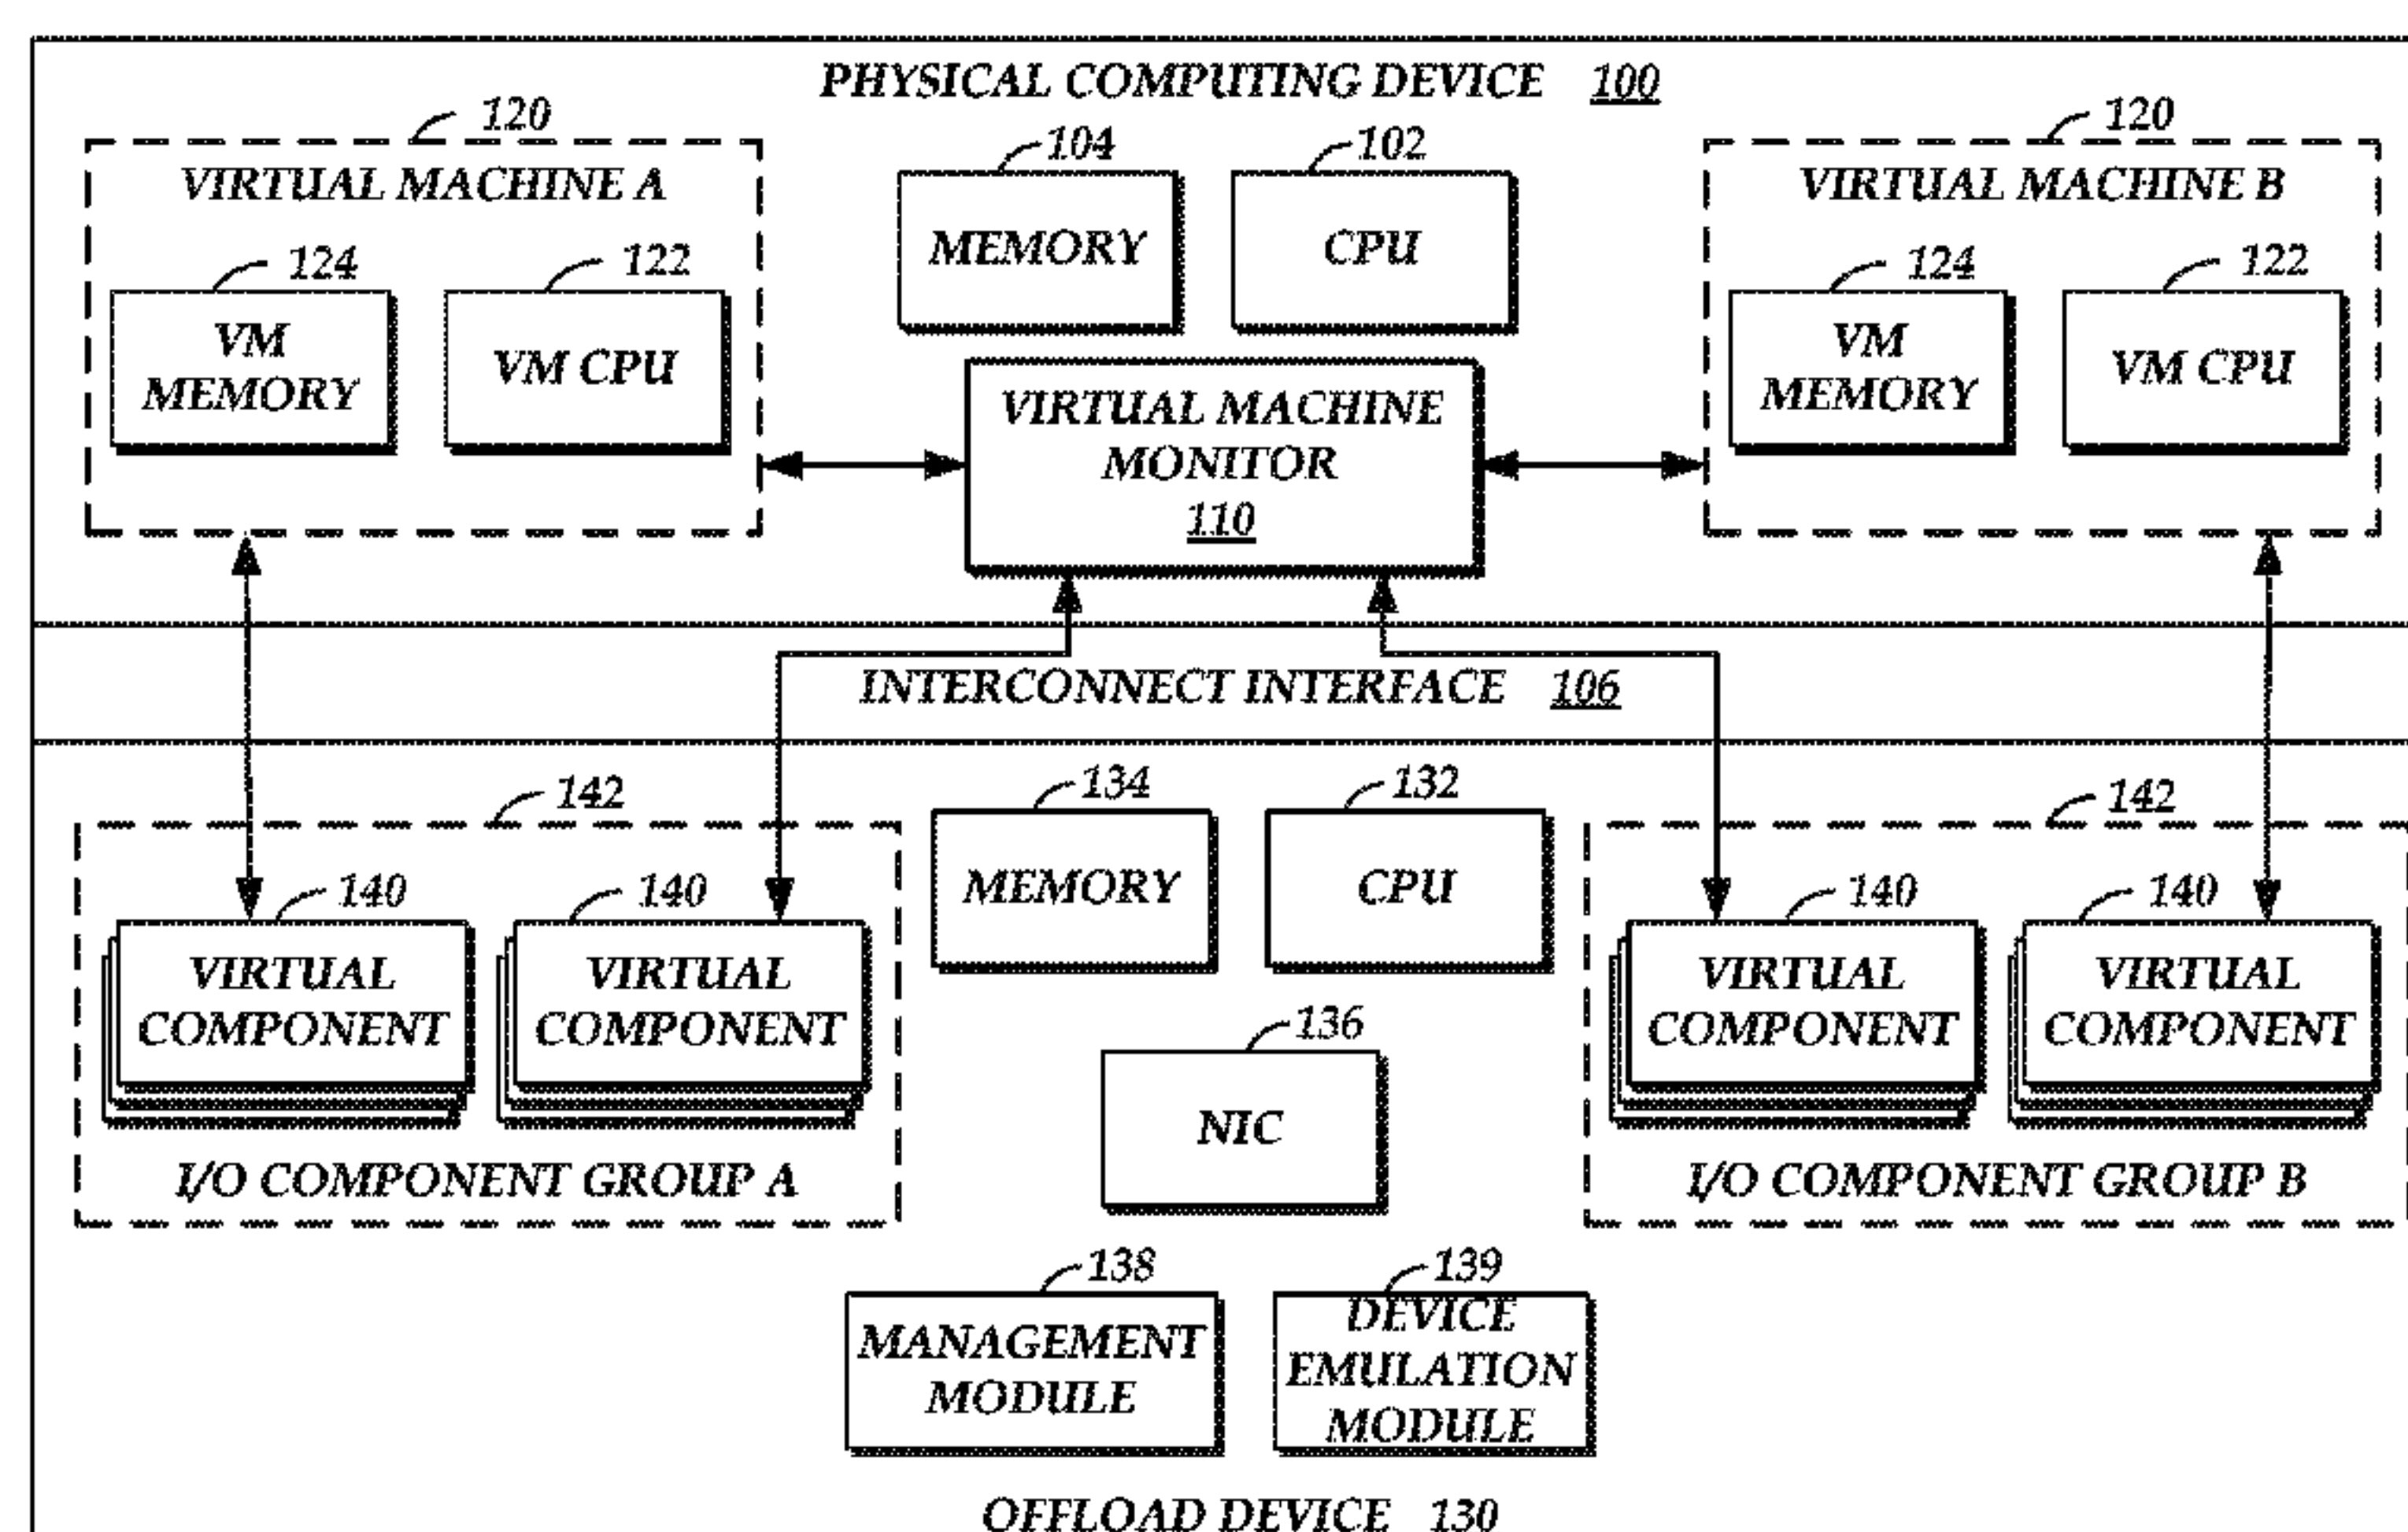 PHYSICAL COMPUTING DEVICE 100
120
VIRTUAL MACHINE A
124
VM
MEMORY
122
VM CPU
104
MEMORY
102
CPU
VIRTUAL MACHINE
MONITOR
110
120
VIRTUAL MACHINE B
124
VM
MEMORY
122
VM CPU
INTERCONNECT INTERFACE 106
142
140
VIRTUAL
COMPONENT
140
VIRTUAL
COMPONENT
I/O COMPONENT GROUP A
134
MEMORY
132
CPU
136
NIC
142
140
VIRTUAL
COMPONENT
140
VIRTUAL
COMPONENT
I/O COMPONENT GROUP B
138
MANAGEMENT
MODULE
139
DEVICE
EMULATION
MODULE
OFFLOAD DEVICE 130